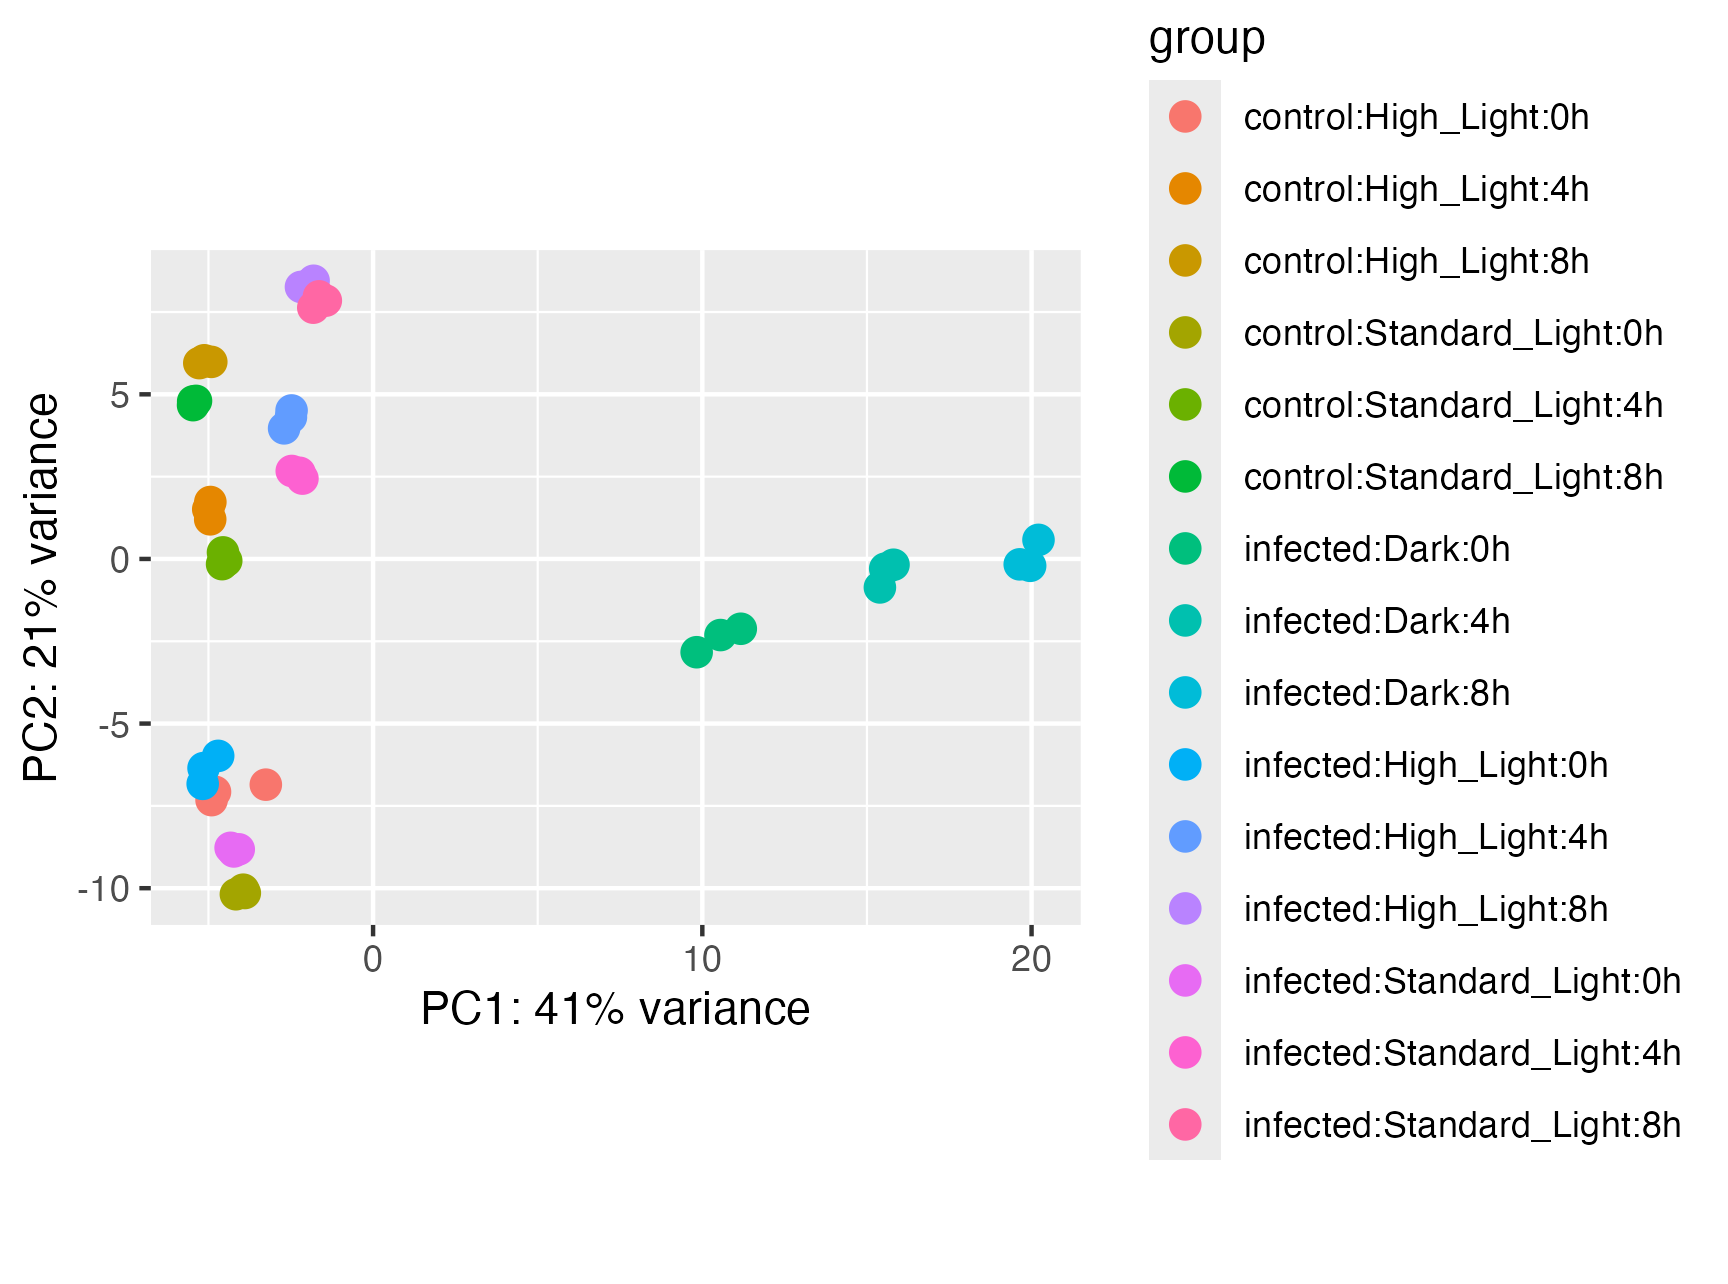 group
control:High_Light:0h
control:High_Light:4h
control:High_Light:8h
control:Standard_Light:0h
control:Standard_Light:4h
control:Standard_Light:8h
infected:Dark:0h
infected:Dark:4h
infected:Dark:8h
infected:High_Light:0h
infected:High_Light:4h
infected:High_Light:8h
infected:Standard_Light:0h
infected:Standard_Light:4h
infected:Standard_Light:8h
PC2: 21% variance
5
0
-5
-10
0 10 20
PC1: 41% variance